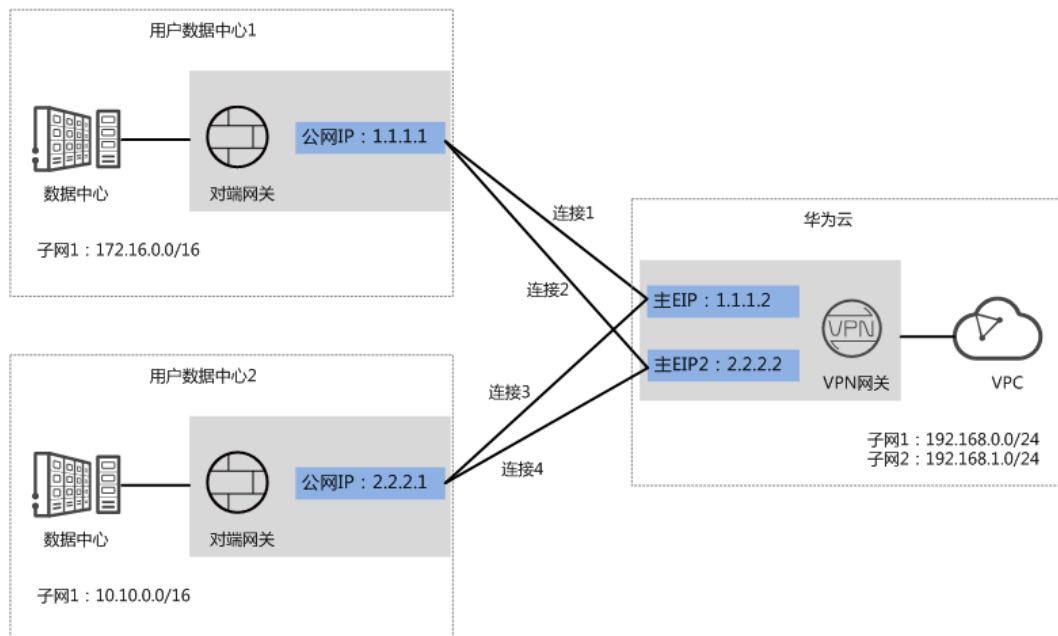 用户数据中心1
公网IP：1.1.1.1
数据中心
对端网关
子网1：172.16.0.0/16
连接1
连接2
华为云
主EIP：1.1.1.2
VPN
主EIP2：2.2.2.2
VPN网关
VPC
子网1：192.168.0.0/24
子网2：192.168.1.0/24
用户数据中心2
连接3
连接4
公网IP：2.2.2.1
数据中心
对端网关
子网1：10.10.0.0/16